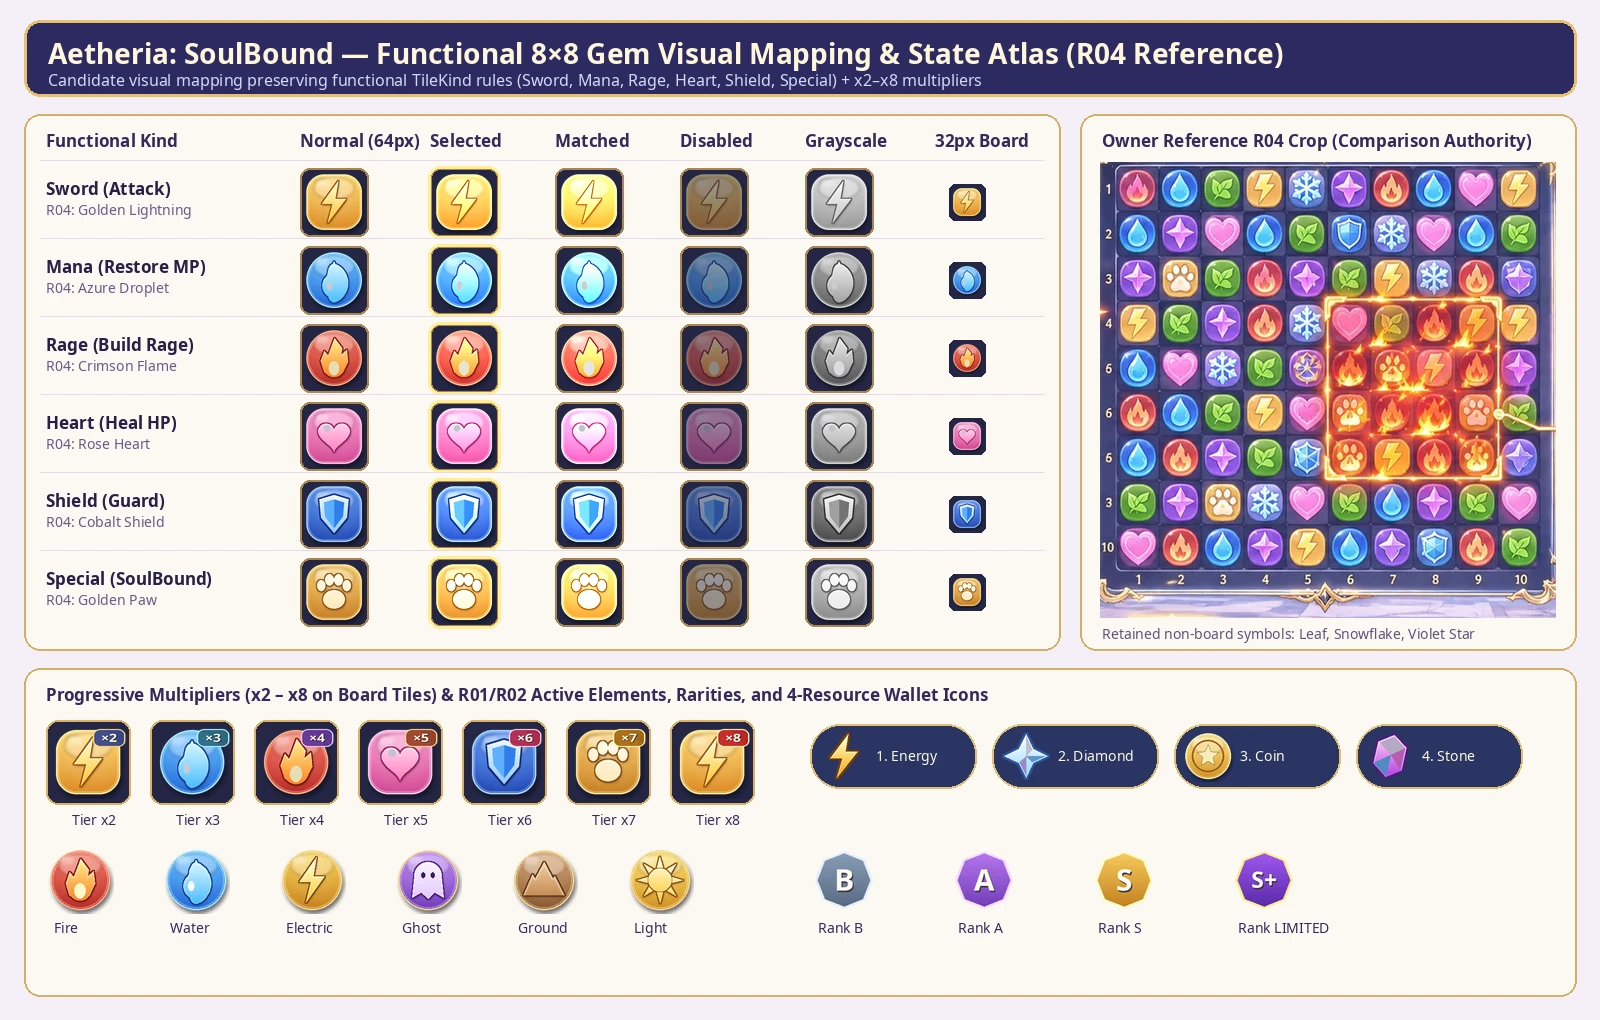 Aetheria: SoulBound — Functional 8×8 Gem Visual Mapping & State Atlas (R04 Reference)
Candidate visual mapping preserving functional TileKind rules (Sword, Mana, Rage, Heart, Shield, Special) + x2–x8 multipliers
Functional Kind Normal (64px) Selected Matched Disabled Grayscale 32px Board
Sword (Attack)
R04: Golden Lightning
Mana (Restore MP)
R04: Azure Droplet
Rage (Build Rage)
R04: Crimson Flame
Heart (Heal HP)
R04: Rose Heart
Shield (Guard)
R04: Cobalt Shield
Special (SoulBound)
R04: Golden Paw
Owner Reference R04 Crop (Comparison Authority)
1
2
3
4
6
6
6
3
10
1 2 3 4 5 6 7 8 9 10
Retained non-board symbols: Leaf, Snowflake, Violet Star
Progressive Multipliers (x2 – x8 on Board Tiles) & R01/R02 Active Elements, Rarities, and 4-Resource Wallet Icons
×2 ×3 ×4 ×5 ×6 ×7 ×8
Tier x2 Tier x3 Tier x4 Tier x5 Tier x6 Tier x7 Tier x8
1. Energy 2. Diamond 3. Coin 4. Stone
Fire Water Electric Ghost Ground Light
B A S S+
Rank B Rank A Rank S Rank LIMITED